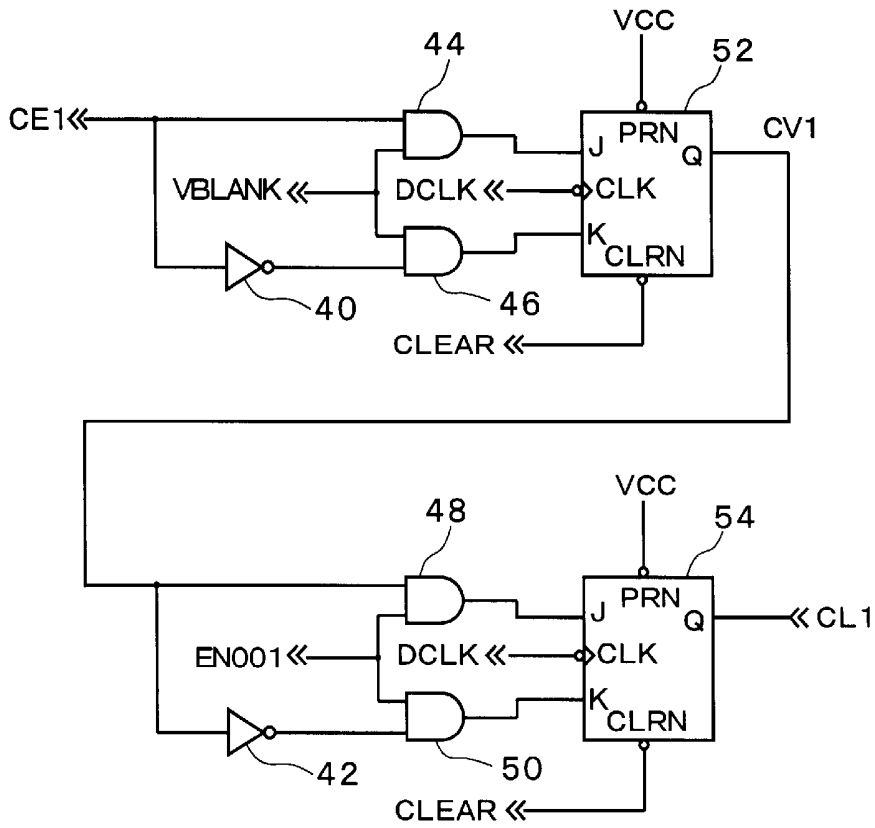 VCC
44
52
CE1
PRN
CV1
J
Q
VBLANK
DCLK
CLK
K
CLRN
40
46
CLEAR
VCC
48
54
PRN
J
Q
CL1
EN001
DCLK
CLK
K
CLRN
42
50
CLEAR